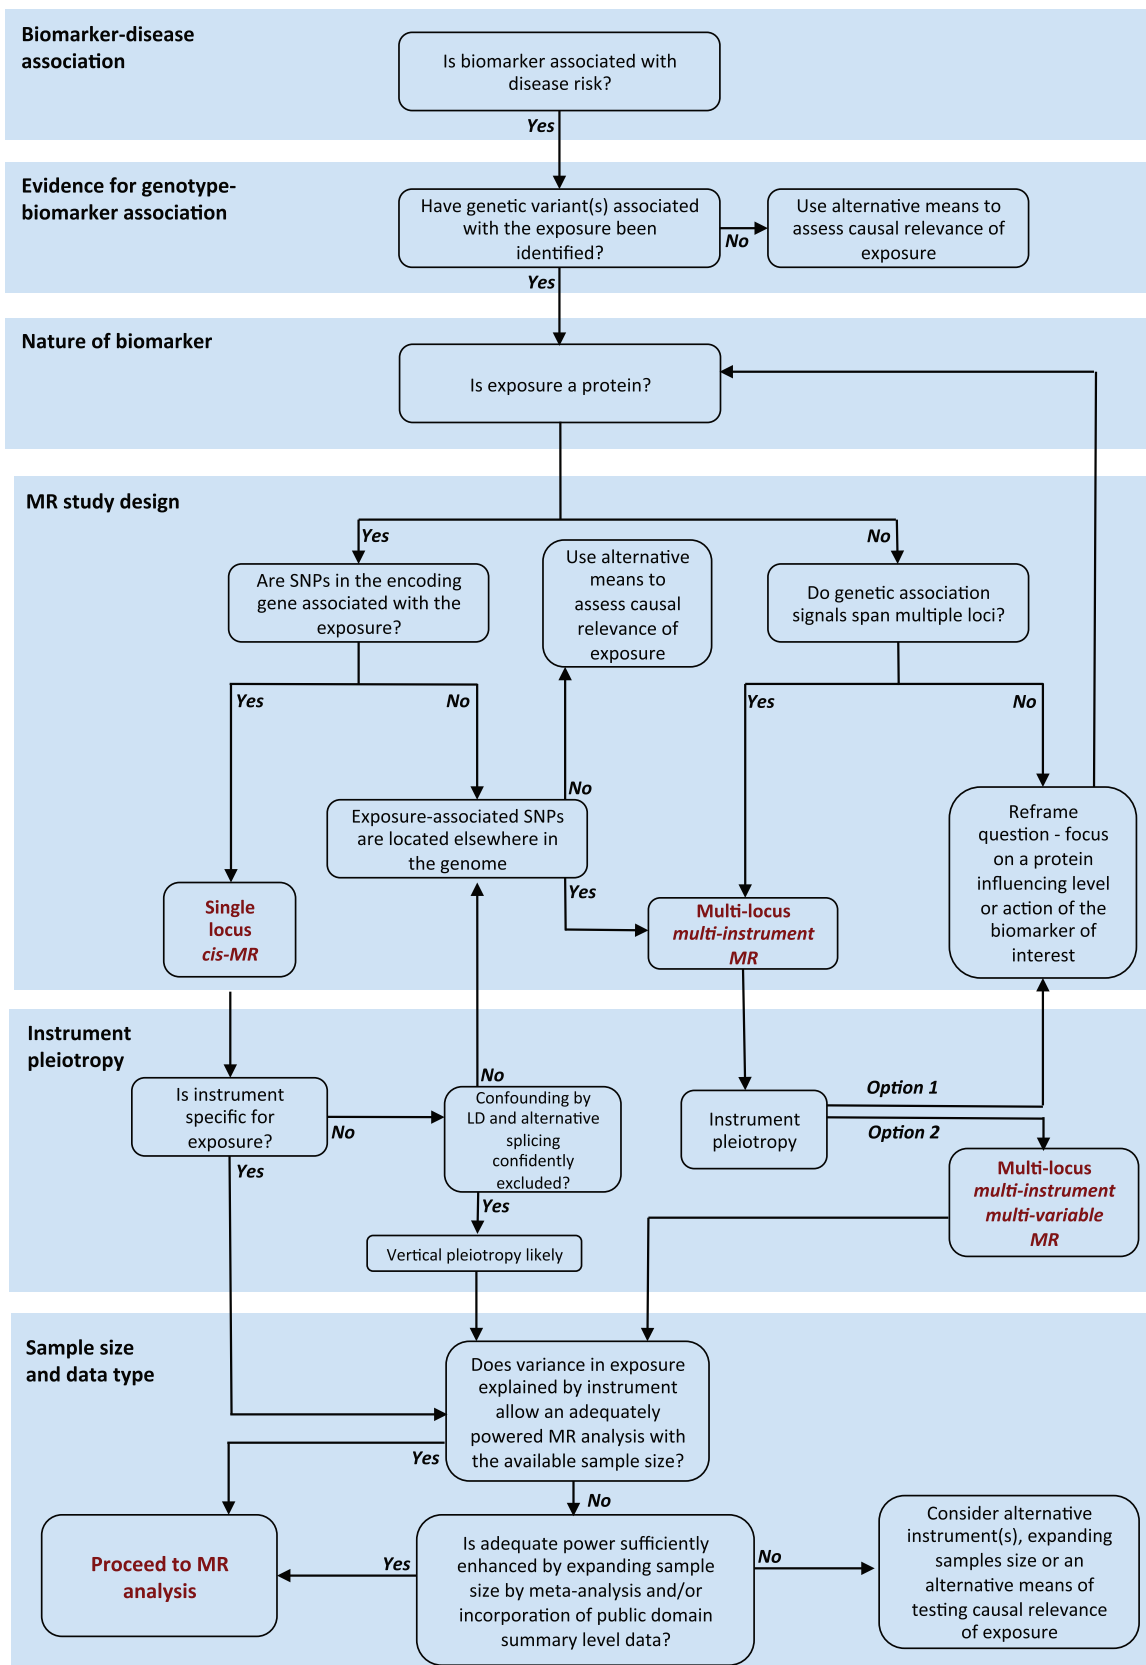 Biomarker-disease
association
Is biomarker associated with
disease risk?
Yes
Evidence for genotype-
biomarker association
Have genetic variant(s) associated
with the exposure been
identified?
No
Use alternative means to
assess causal relevance of
exposure
Yes
Nature of biomarker
Is exposure a protein?
MR study design
Yes
No
Are SNPs in the encoding
gene associated with the
exposure?
Use alternative
means to
assess causal
relevance of
exposure
Do genetic association
signals span multiple loci?
Yes
No
Yes
No
No
Exposure-associated SNPs
are located elsewhere in
the genome
Yes
Reframe
question - focus
on a protein
influencing level
or action of the
biomarker of
interest
Single
locus
cis-MR
Multi-locus
multi-instrument
MR
Instrument
pleiotropy
No
Is instrument
specific for
exposure?
No
Yes
Confounding by
LD and alternative
splicing
confidently
excluded?
Yes
Instrument
pleiotropy
Option 1
Option 2
Multi-locus
multi-instrument
multi-variable
MR
Vertical pleiotropy likely
Sample size
and data type
Does variance in exposure
explained by instrument
allow an adequately
powered MR analysis with
the available sample size?
Yes
No
Proceed to MR
analysis
Yes
Is adequate power sufficiently
enhanced by expanding sample
size by meta-analysis and/or
incorporation of public domain
summary level data?
No
Consider alternative
instrument(s), expanding
samples size or an
alternative means of
testing causal relevance
of exposure